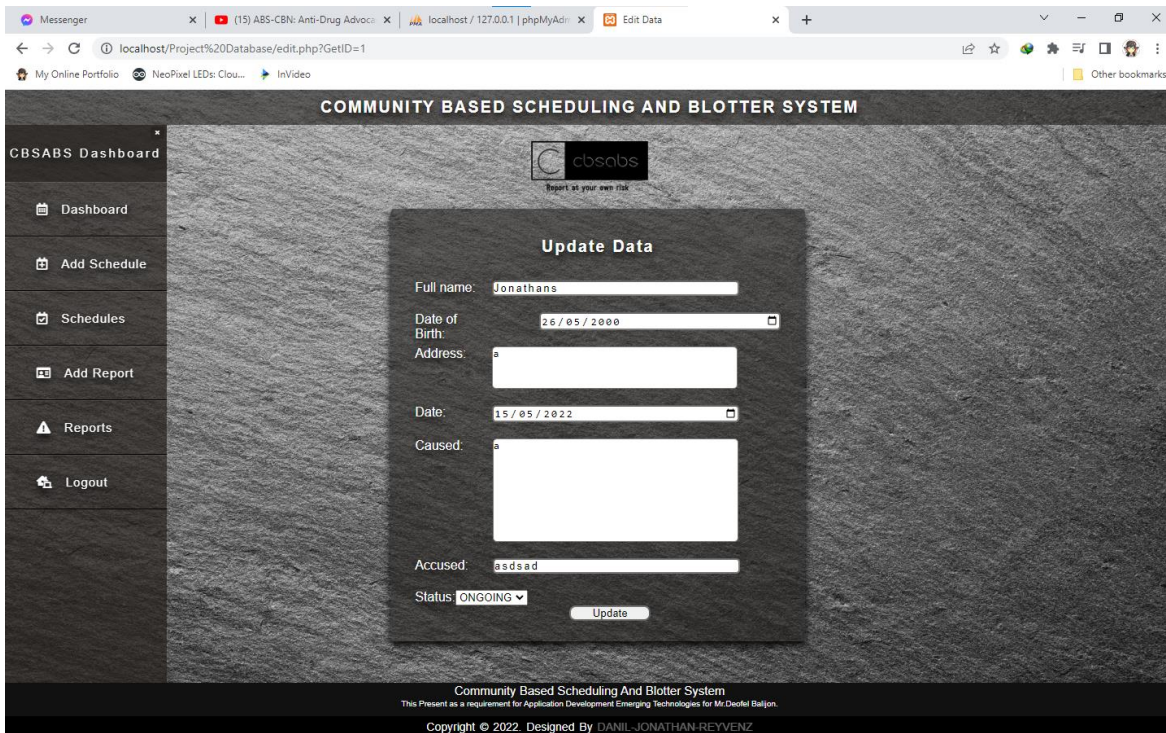 Messenger
(15) ABS-CBN: Anti-Drug Advoca
localhost / 127.0.0.1 | phpMyAdm
Edit Data
localhost/Project%20Database/edit.php?GetID=1
My Online Portfolio
NeoPixel LEDs: Clou...
InVideo
Other bookmarks
COMMUNITY BASED SCHEDULING AND BLOTTER SYSTEM
CBSABS Dashboard
Dashboard
Add Schedule
Schedules
Add Report
Reports
Logout
C cbsabs
Report at your own risk
Update Data
Full name: Jonathans
Date of
Birth: 26/05/2000
Address: a
Date: 15/05/2022
Caused: a
Accused: asdsad
Status: ONGOING
Update
Community Based Scheduling And Blotter System
This Present as a requirement for Application Development Emerging Technologies for Mr.Deofel Balijon.
Copyright © 2022. Designed By DANIL-JONATHAN-REYVENZ